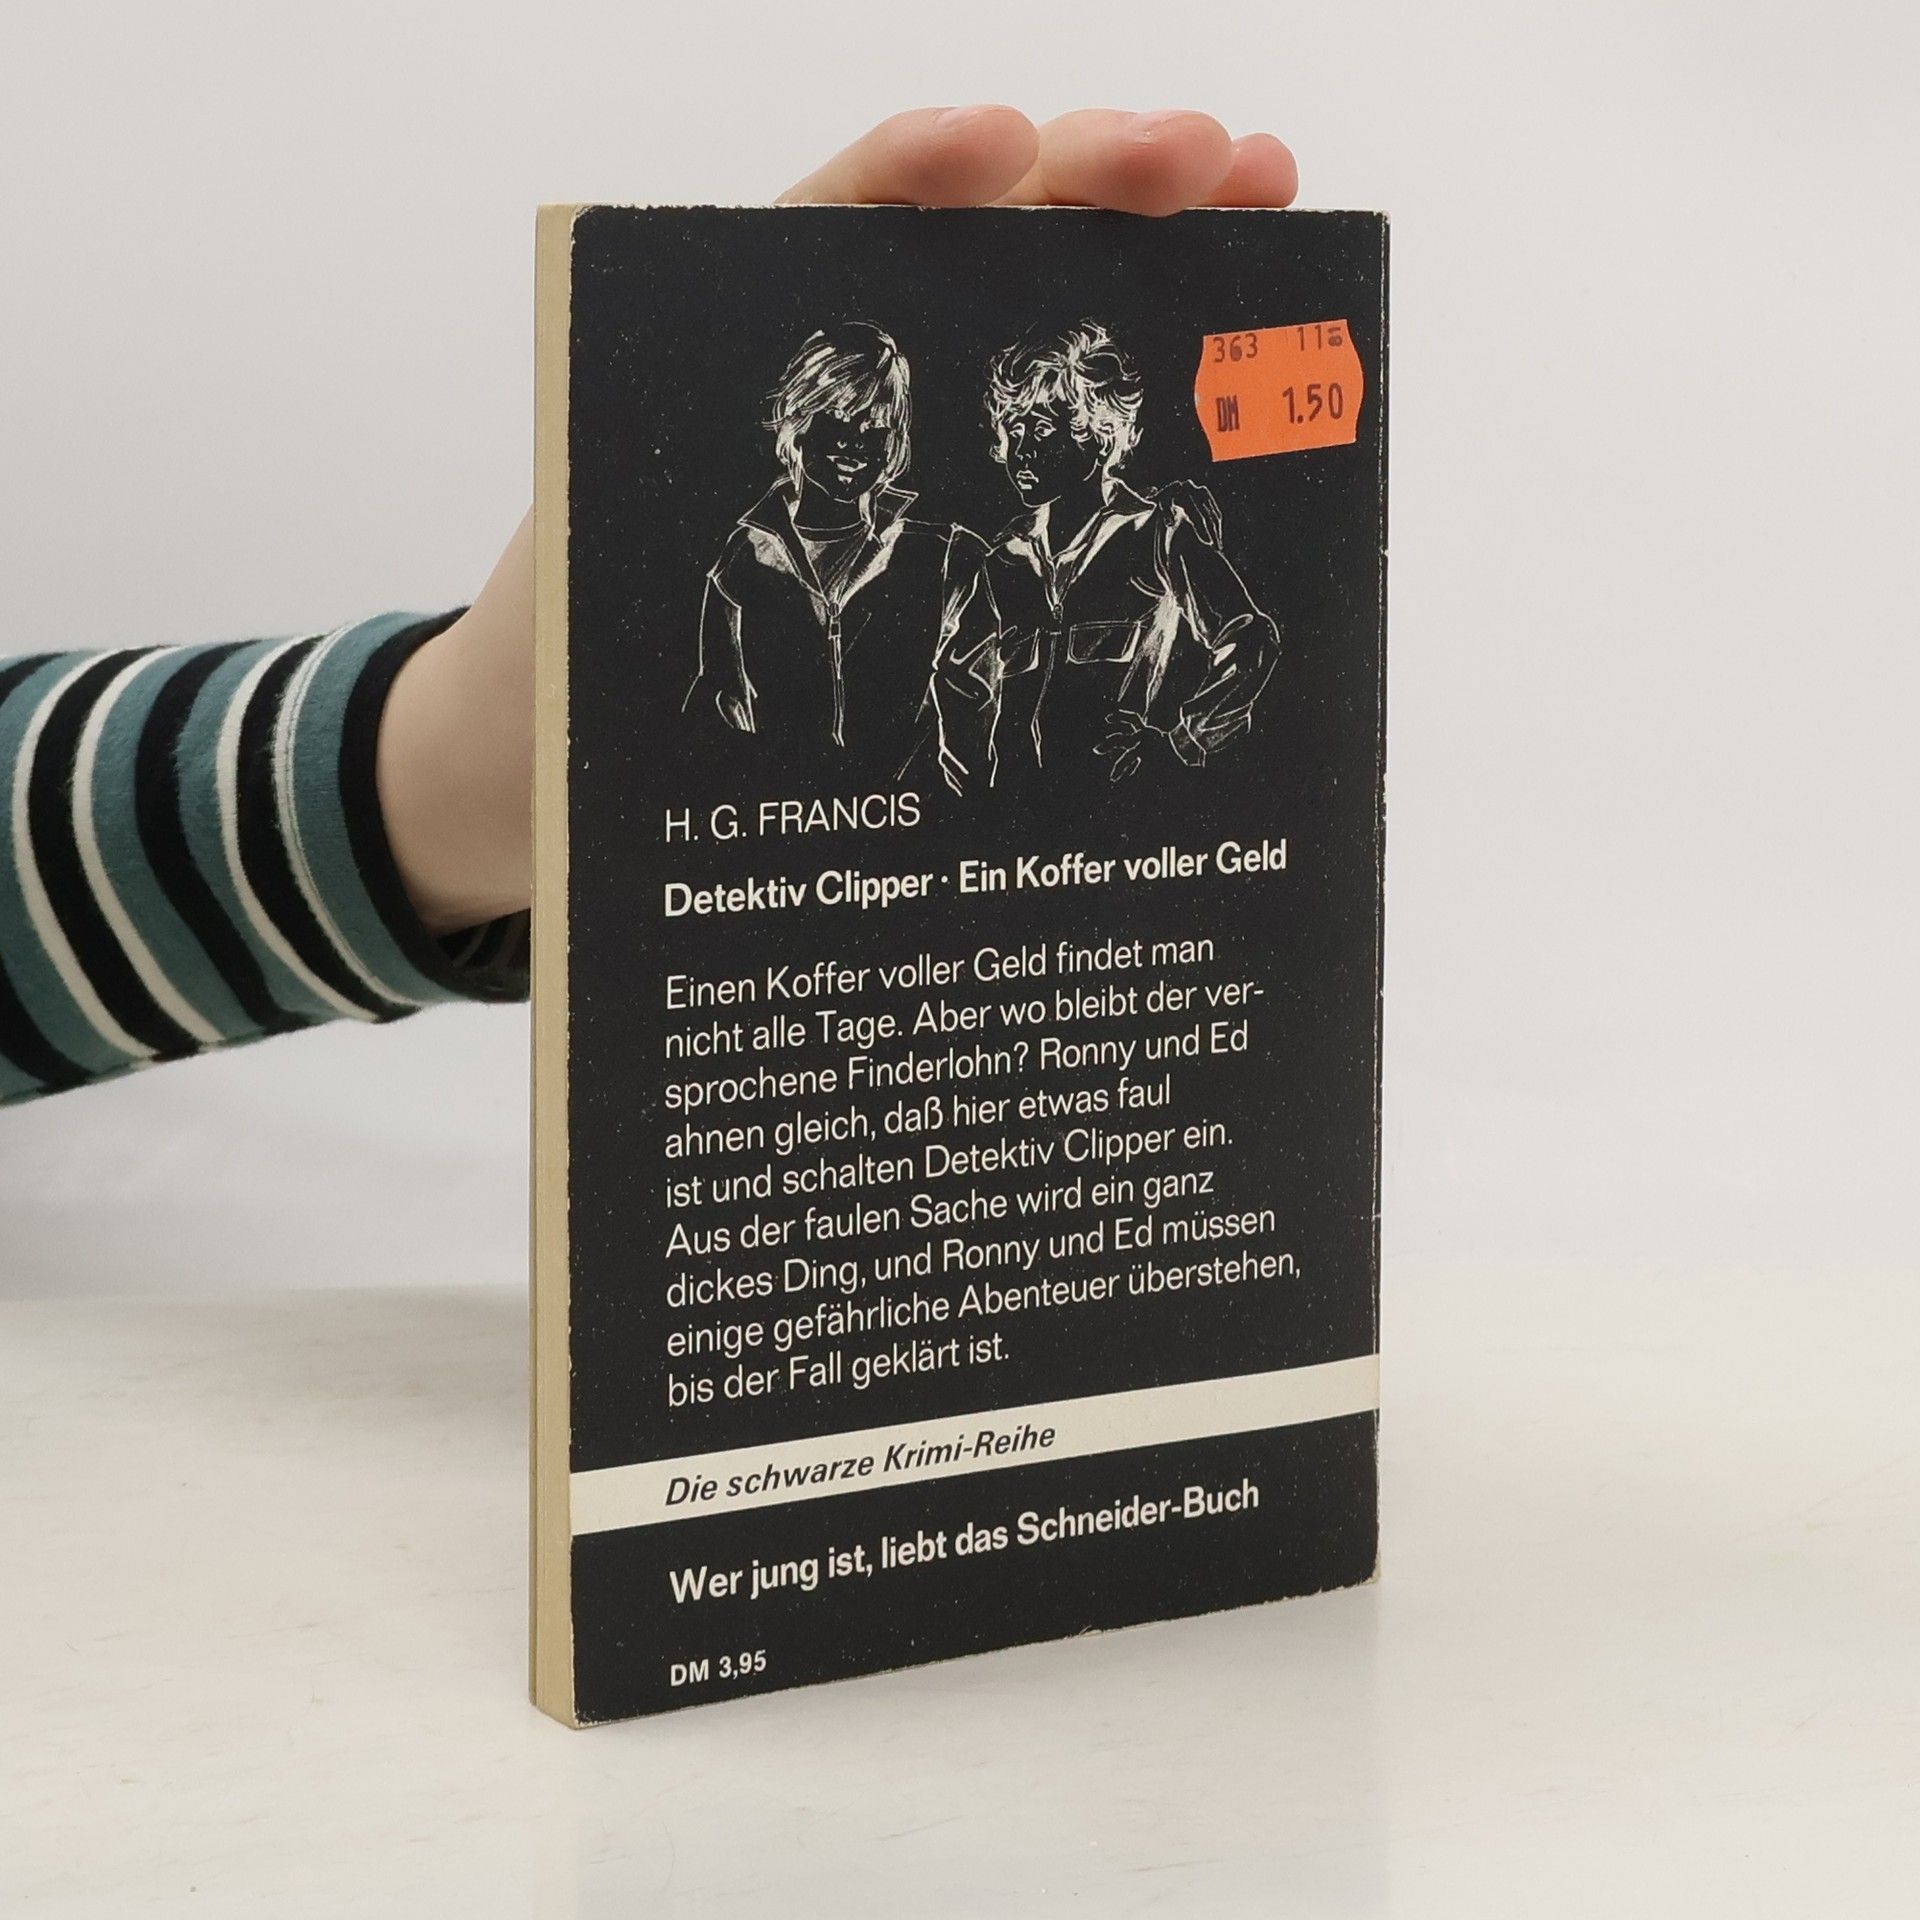 363 11
DM 1.50
H. G. FRANCIS
Detektiv Clipper · Ein Koffer voller Geld
Einen Koffer voller Geld findet man
nicht alle Tage. Aber wo bleibt der ver-
sprochene Finderlohn? Ronny und Ed
ahnen gleich, daß hier etwas faul
ist und schalten Detektiv Clipper ein.
Aus der faulen Sache wird ein ganz
dickes Ding, und Ronny und Ed müssen
einige gefährliche Abenteuer überstehen,
bis der Fall geklärt ist.
Die schwarze Krimi-Reihe
Wer jung ist, liebt das Schneider-Buch
DM 3,95